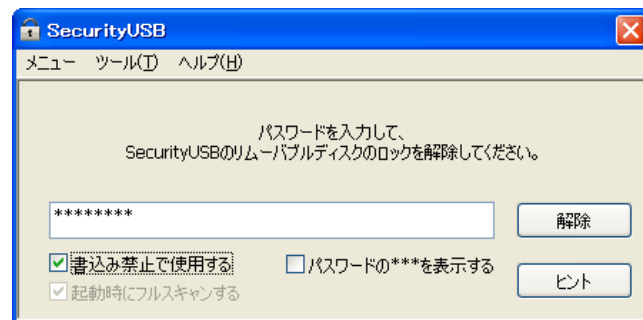 SecurityUSB
メニュー ツール(T) ヘルプ(H)
パスワードを入力して、
SecurityUSBのリムーバブルディスクのロックを解除してください。
******** 解除
書込み禁止で使用する パスワードの***を表示する
起動時にフルスキャンする ヒント